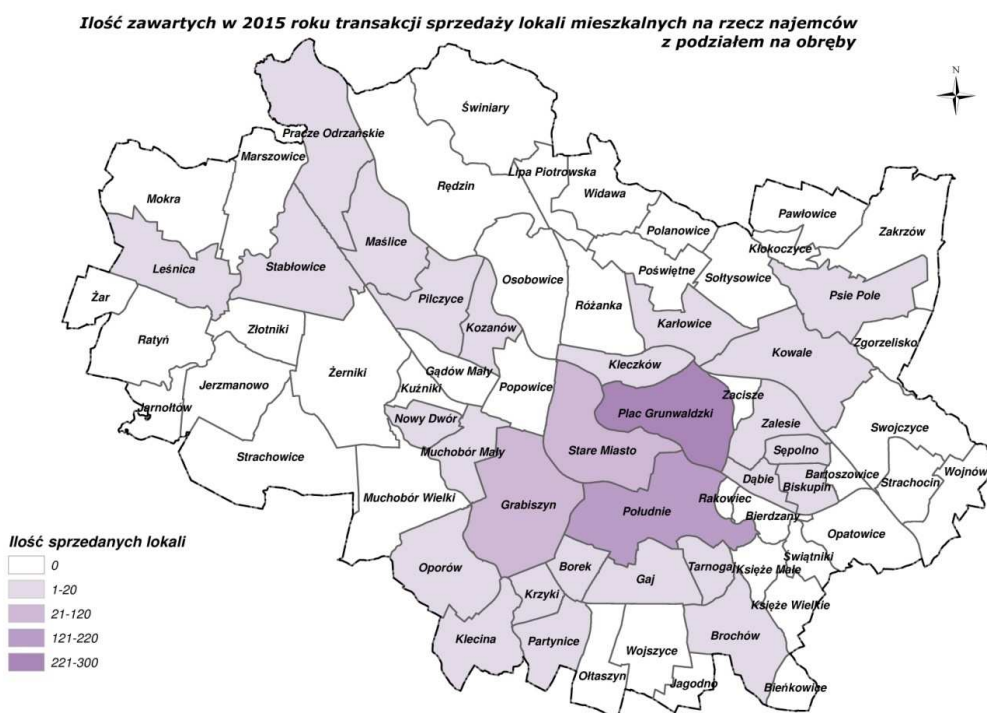 Ilość zawartych w 2015 roku transakcji sprzedaży lokali mieszkalnych na rzecz najemców
z podziałem na obręby
N
Świniary
Pracze Odrzańskie
Marszowice
Lipa Piotrowska
Rędzin
Widawa
Mokra
Pawłowice
Polanowice
Zakrzów
Maślice
Kłokoczyce
Leśnica
Stabłowice
Poświętne
Sołtysowice
Osobowice
Psie Pole
Żar
Pilczyce
Różanka
Karłowice
Kozanów
Złotniki
Ratyń
Zgorzelisko
Kowale
Kleczków
Żerniki
Gądów Mały
Jerzmanowo
Kuźniki
Popowice
Zacisze
Jarnołtów
Plac Grunwaldzki
Nowy Dwór
Zalesie
Swojczyce
Muchobór Mały
Stare Miasto
Sępolno
Strachowice
Bartoszowice
Wojnów
Dąbie
Biskupin
Strachocin
Muchobór Wielki
Rakowiec
Grabiszyn
Południe
Bierdzany
Opatowice
Świątniki
Oporów
Borek
Tarnogaj
Księże Małe
Gaj
Krzyki
Księże Wielkie
Klecina
Partynice
Brochów
Wojszyce
Ołtaszyn
Jagodno
Bieńkowice
Ilość sprzedanych lokali
0
1-20
21-120
121-220
221-300